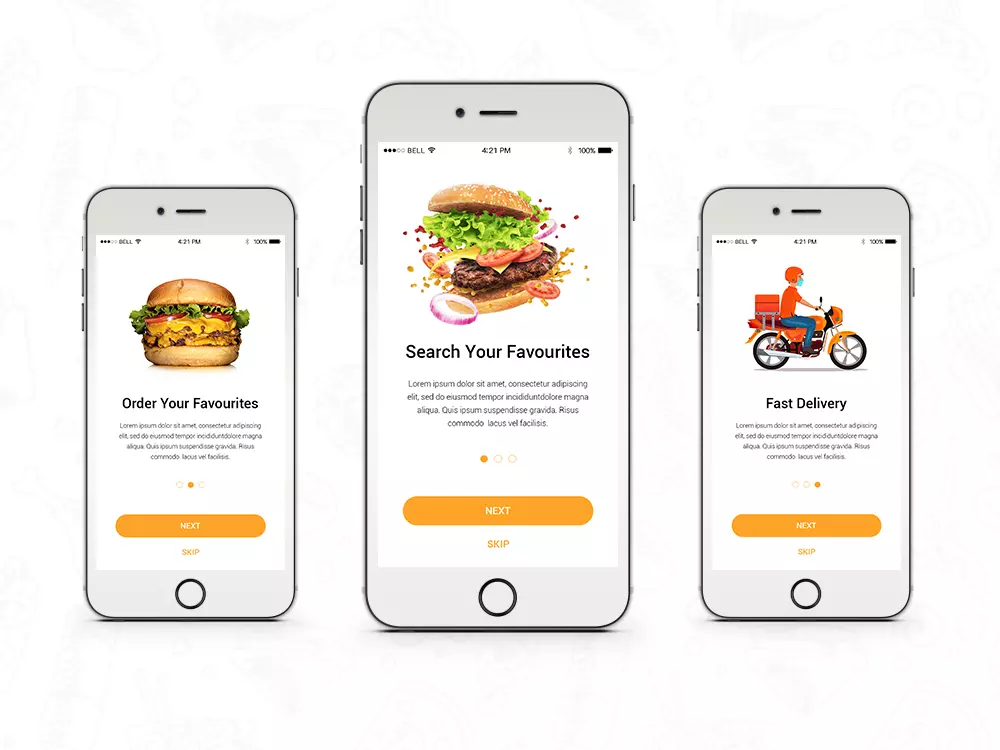 BELL 4:21 PM 100%
Order Your Favourites
Lorem ipsum dolor sit amet, consectetur adipiscing
elit, sed do eiusmod tempor incididuntdolore magna
aliqua. Quis ipsum suspendisse gravida. Risus
commodo lacus vel facilisis.
NEXT
SKIP
BELL 4:21 PM 100%
Search Your Favourites
Lorem ipsum dolor sit amet, consectetur adipiscing
elit, sed do eiusmod tempor incididuntdolore magna
aliqua. Quis ipsum suspendisse gravida. Risus
commodo lacus vel facilisis.
NEXT
SKIP
BELL 4:21 PM 100%
Fast Delivery
Lorem ipsum dolor sit amet, consectetur adipiscing
elit, sed do eiusmod tempor incididuntdolore magna
aliqua. Quis ipsum suspendisse gravida. Risus
commodo lacus vel facilisis.
NEXT
SKIP